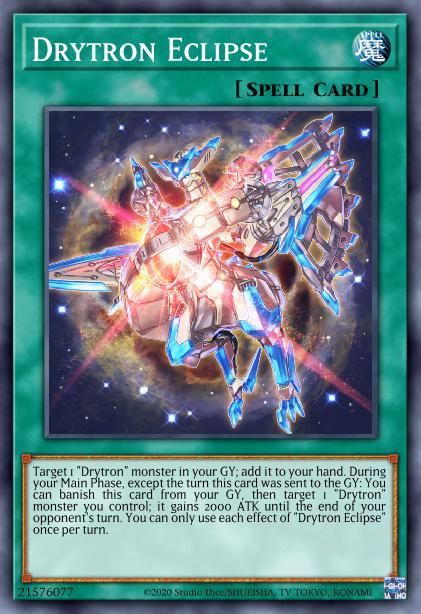 Drytron Eclipse
SPELL
魔
[ Spell Card ]
Target 1 "Drytron" monster in your GY; add it to your hand. During
your Main Phase, except the turn this card was sent to the GY: You
can banish this card from your GY, then target 1 "Drytron"
monster you control; it gains 2000 ATK until the end of your
opponent's turn. You can only use each effect of "Drytron Eclipse"
once per turn.
21576077
©2020 Studio Dice/SHUEISHA, TV TOKYO, KONAMI